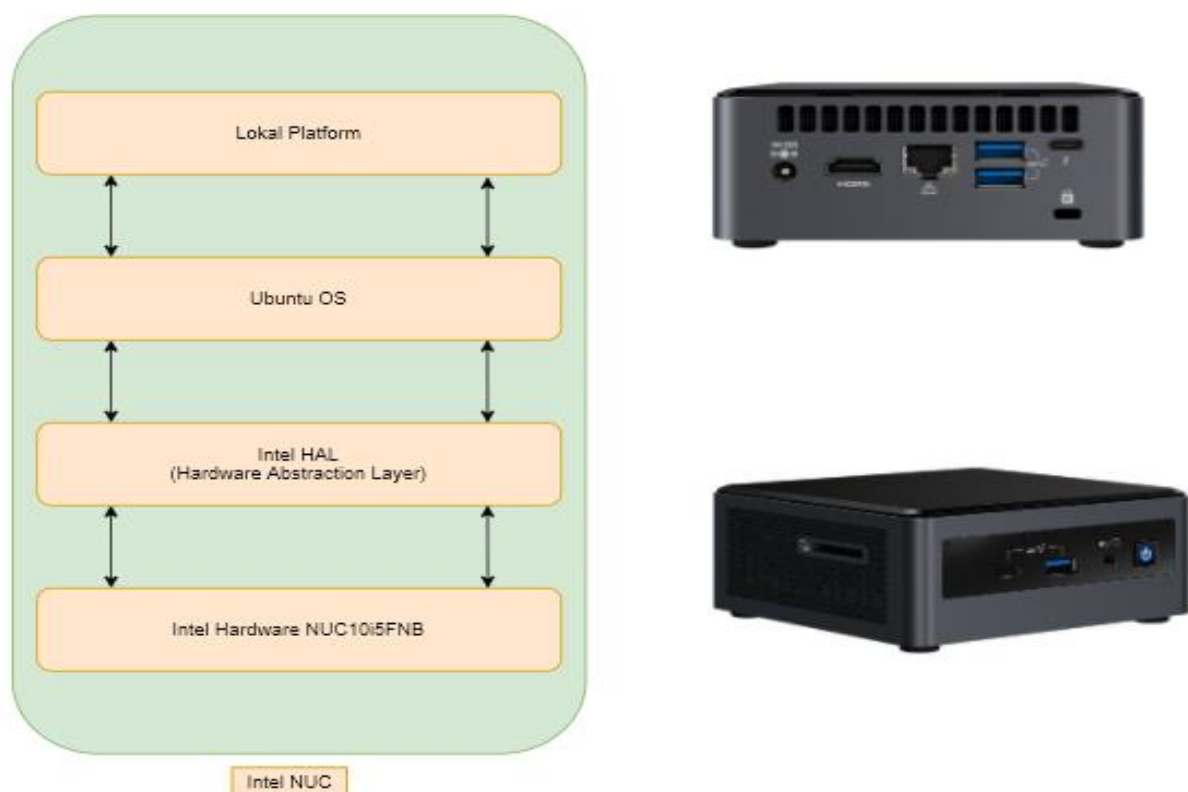 Lokal Platform
Ubuntu OS
Intel HAL
(Hardware Abstraction Layer)
Intel Hardware NUC10i5FNB
Intel NUC
HDMI